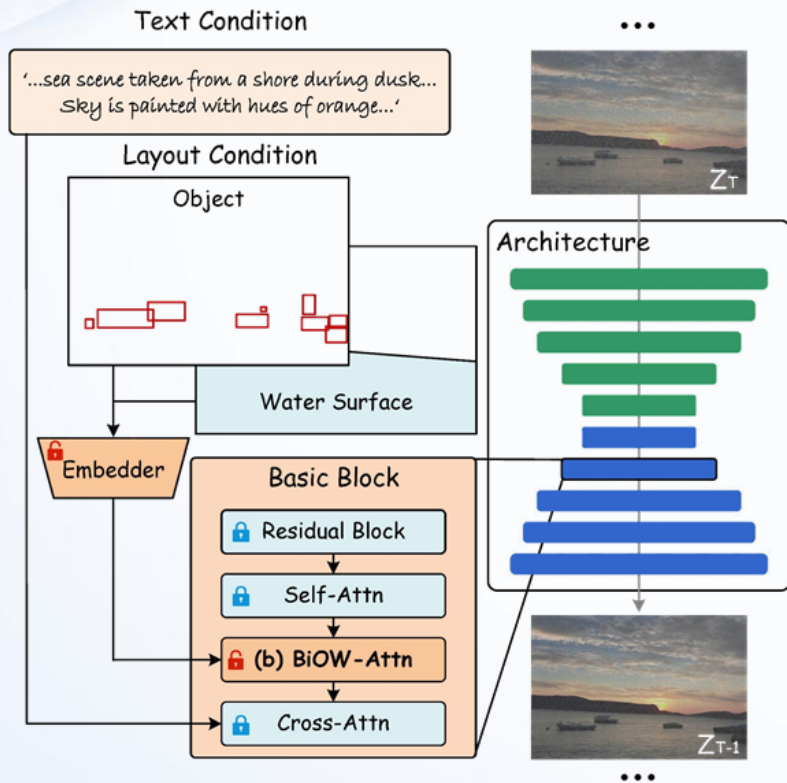 Text Condition
'...sea scene taken from a shore during dusk...
Sky is painted with hues of orange...'
Layout Condition
Object
Water Surface
Embedder
Basic Block
Residual Block
Self-Attn
(b) BiOW-Attn
Cross-Attn
...
ZT
Architecture
ZT-1
...